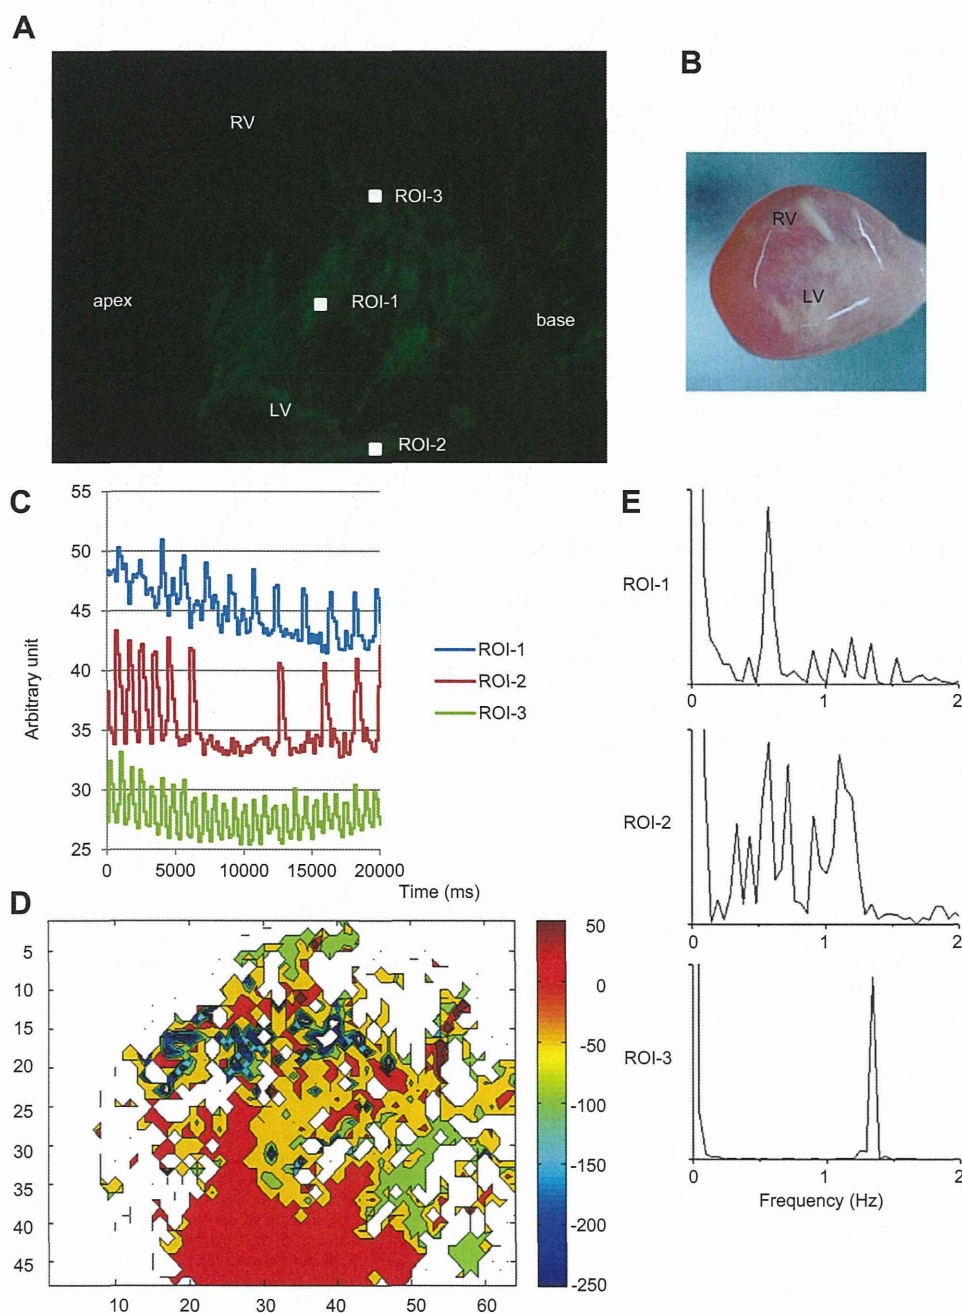 A
RV
ROI-3
apex
ROI-1
base
LV
ROI-2
B
RV
LV
C
55
50
45
40
35
30
25
Arbitrary unit
0 5000 10000 15000 20000
Time (ms)
ROI-1
ROI-2
ROI-3
D
5
10
15
20
25
30
35
40
45
10 20 30 40 50 60
50
0
-50
-100
-150
-200
-250
E
ROI-1
0 1 2
ROI-2
0 1 2
ROI-3
0 1 2
Frequency (Hz)